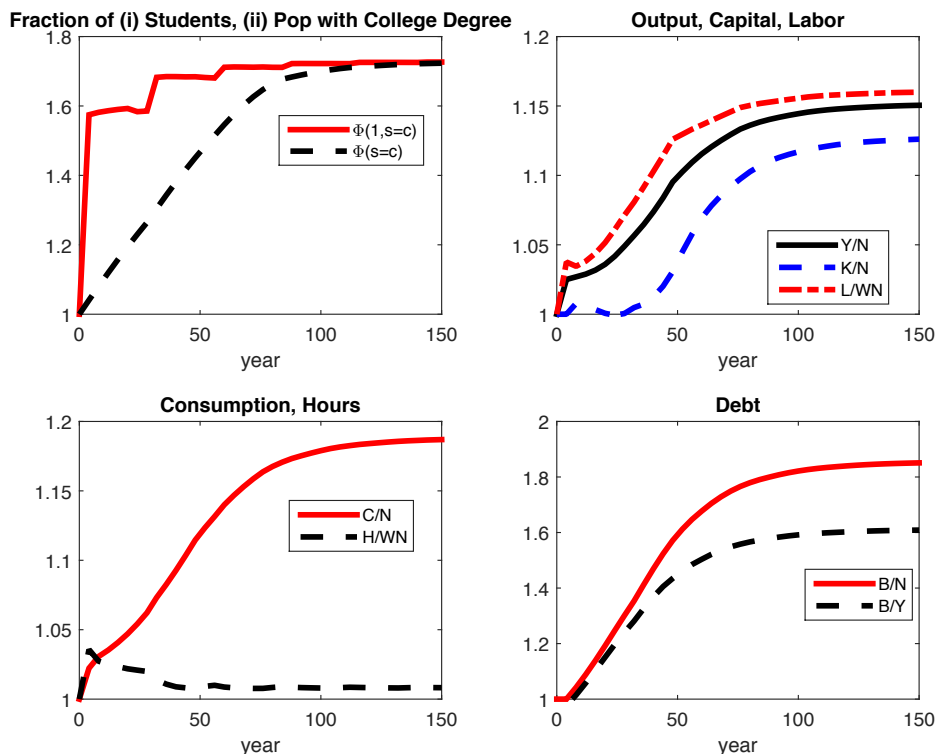 Fraction of (i) Students, (ii) Pop with College Degree
1.8
1.6
1.4
1.2
1
0
50
100
150
year
Φ(1,s=c)
Φ(s=c)
Output, Capital, Labor
1.2
1.15
1.1
1.05
1
0
50
100
150
year
Y/N
K/N
L/WN
Consumption, Hours
1.2
1.15
1.1
1.05
1
0
50
100
150
year
C/N
H/WN
Debt
2
1.8
1.6
1.4
1.2
1
0
50
100
150
year
B/N
B/Y